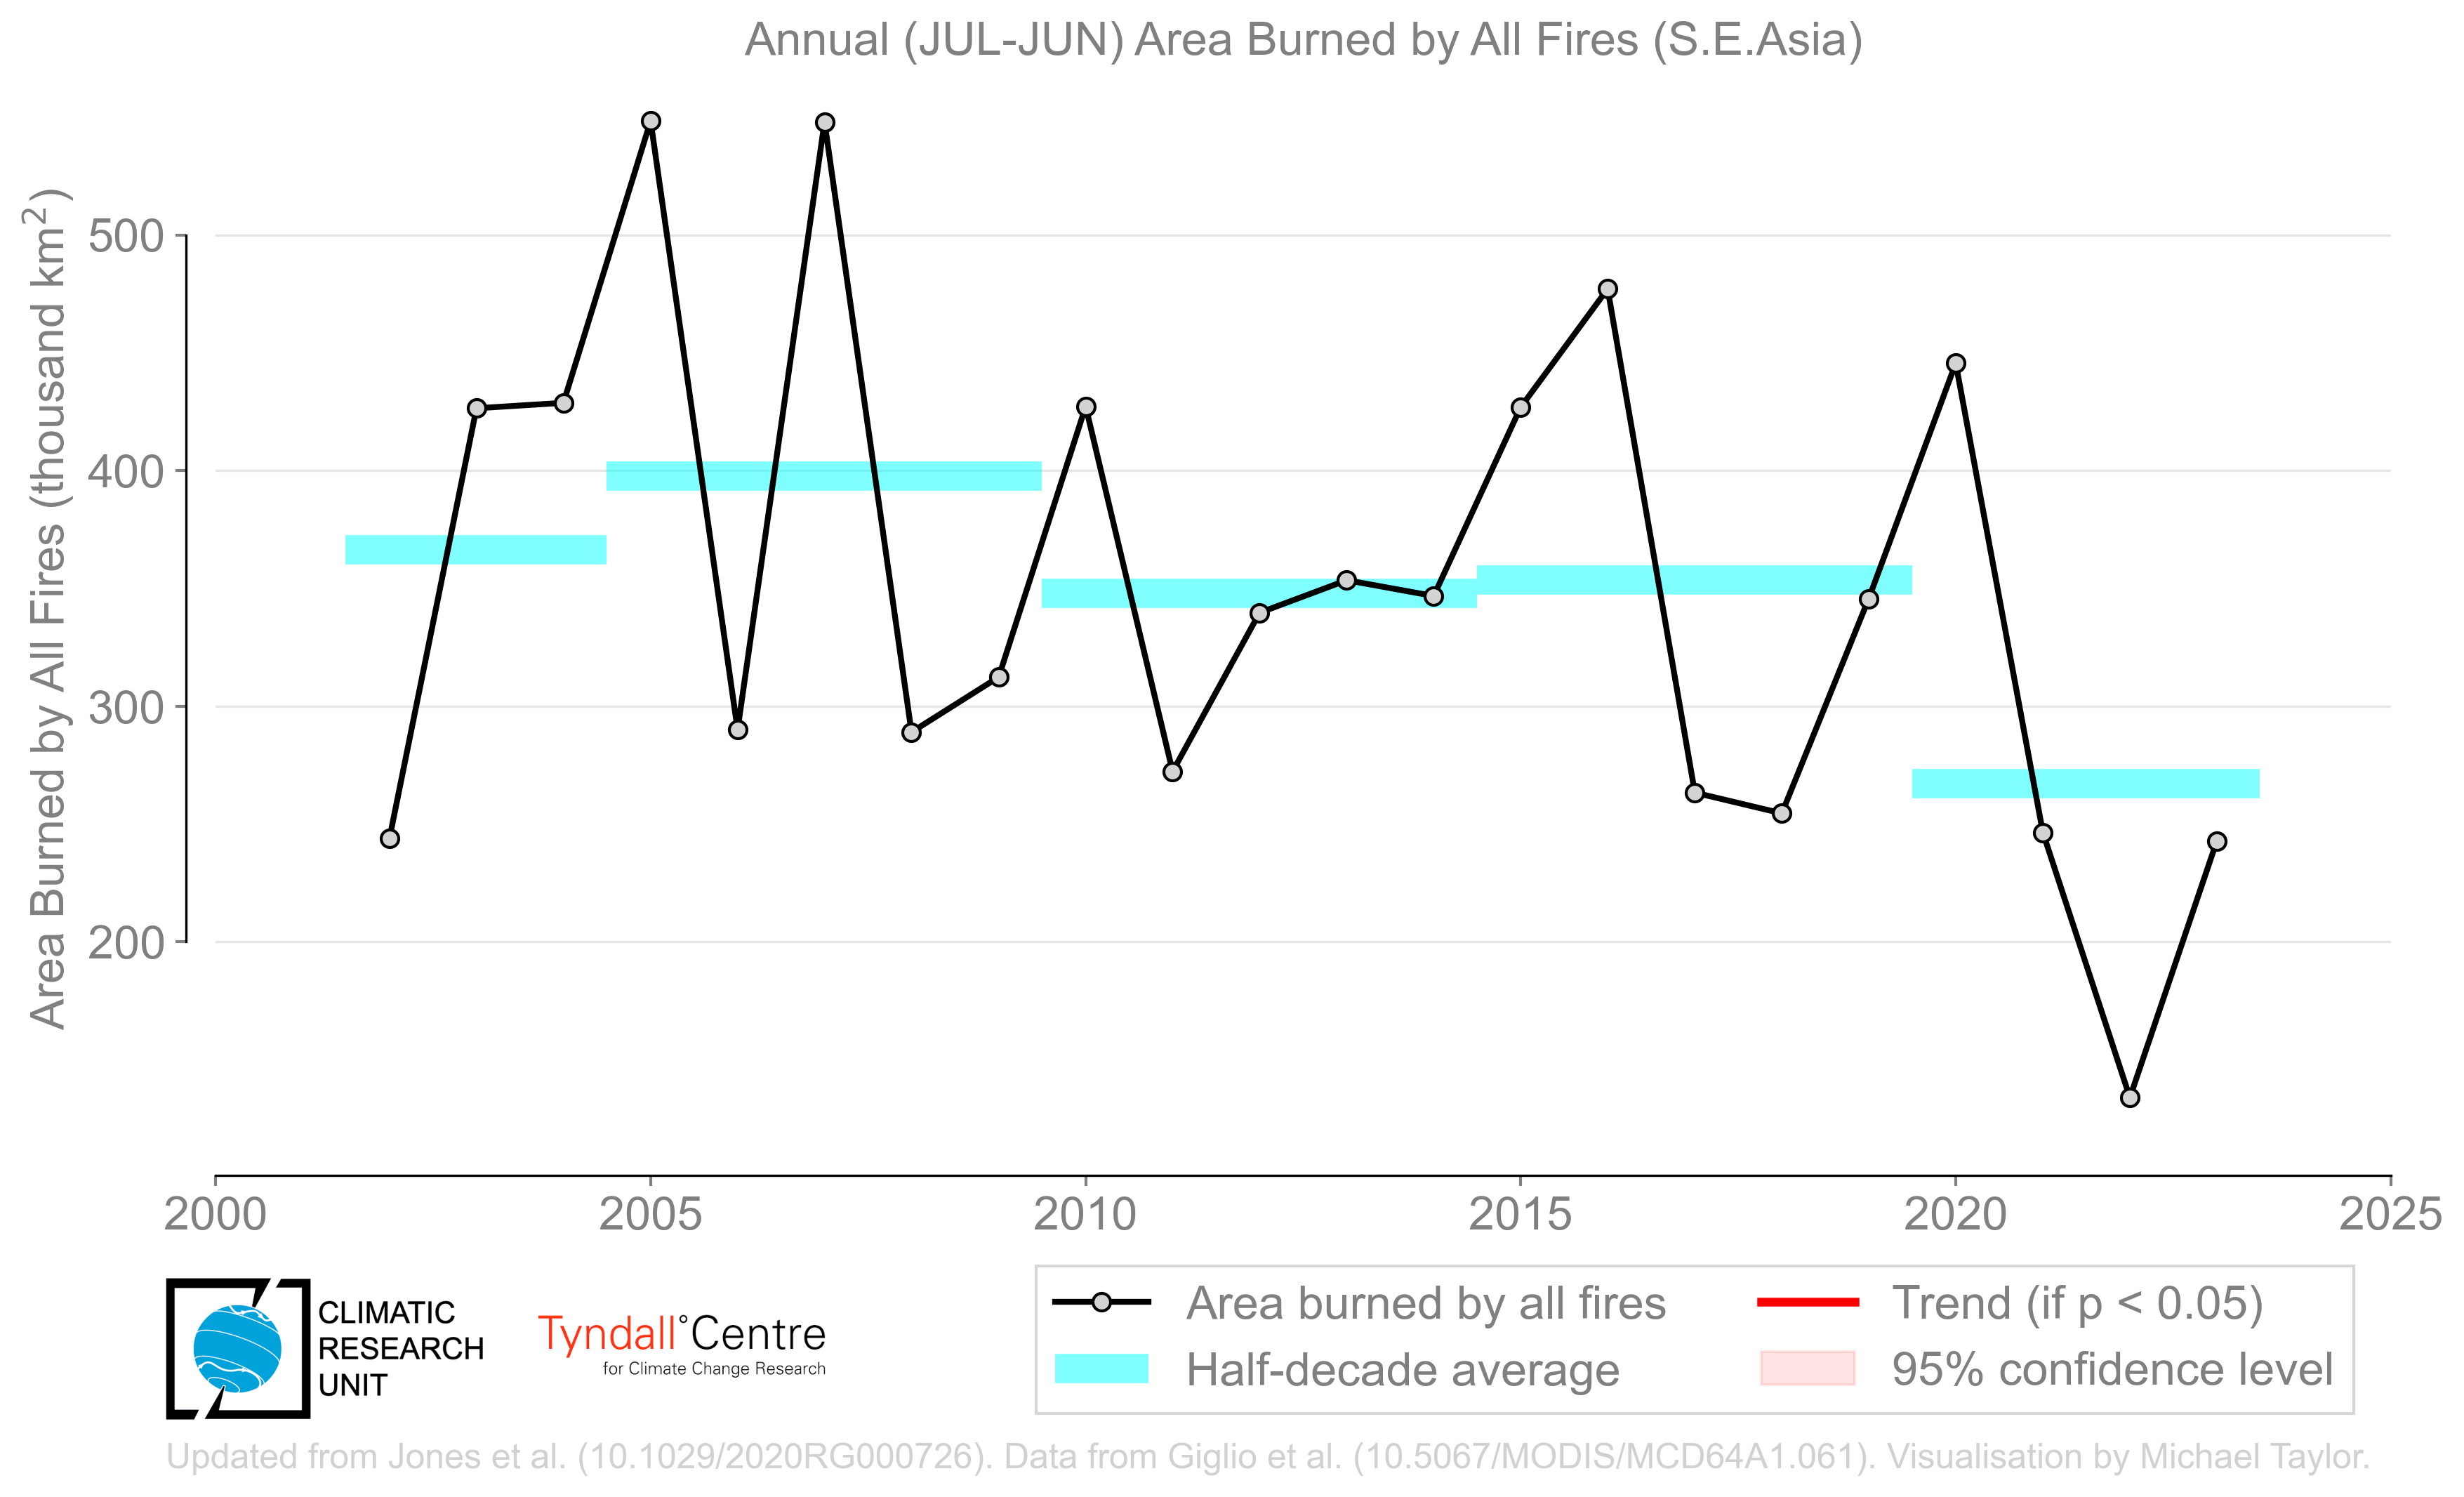 Annual (JUL-JUN) Area Burned by All Fires (S.E.Asia)
Area Burned by All Fires (thousand km²)
500
400
300
200
2000 2005 2010 2015 2020 2025
CLIMATIC
RESEARCH
UNIT
Tyndall°Centre
for Climate Change Research
Area burned by all fires
Half-decade average
Trend (if p < 0.05)
95% confidence level
Updated from Jones et al. (10.1029/2020RG000726). Data from Giglio et al. (10.5067/MODIS/MCD64A1.061). Visualisation by Michael Taylor.